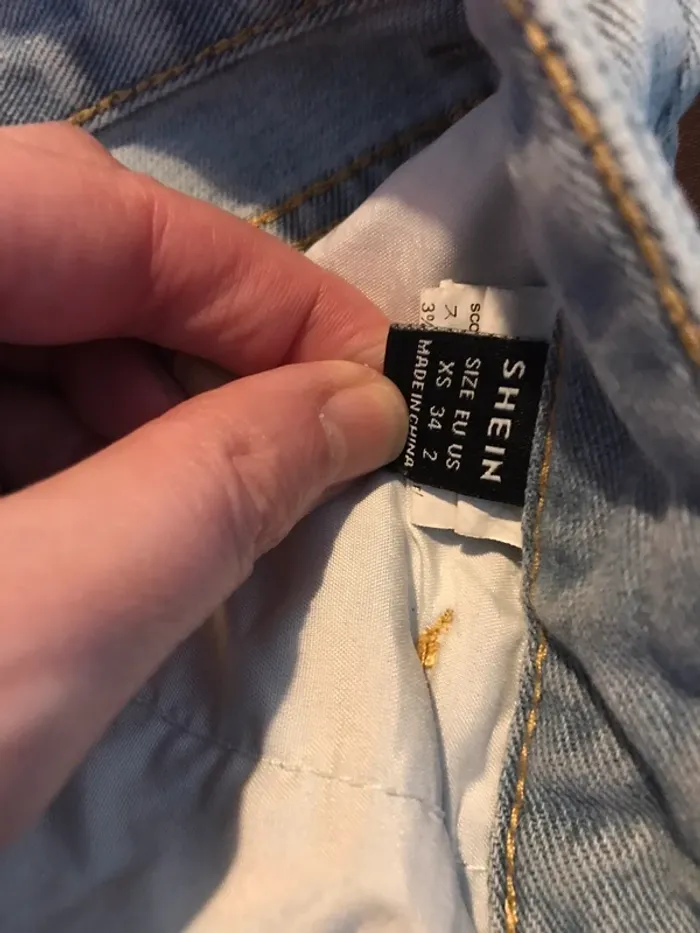 SHEIN
SIZE EU US
XS 34 2
MADE IN CHINA